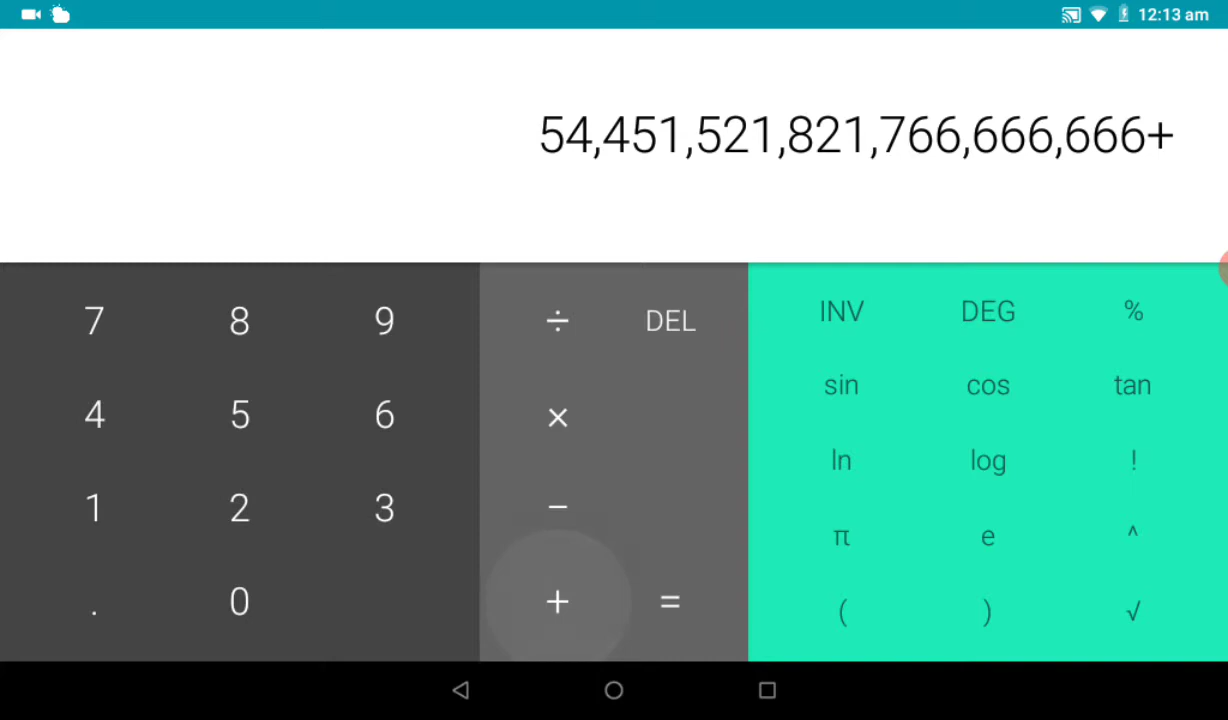 12:13 am
54,451,521,821,766,666,666+
7 8 9 ÷ DEL INV DEG %
4 5 6 × sin cos tan
1 2 3 − ln log !
π e ^
. 0 + = ( ) √